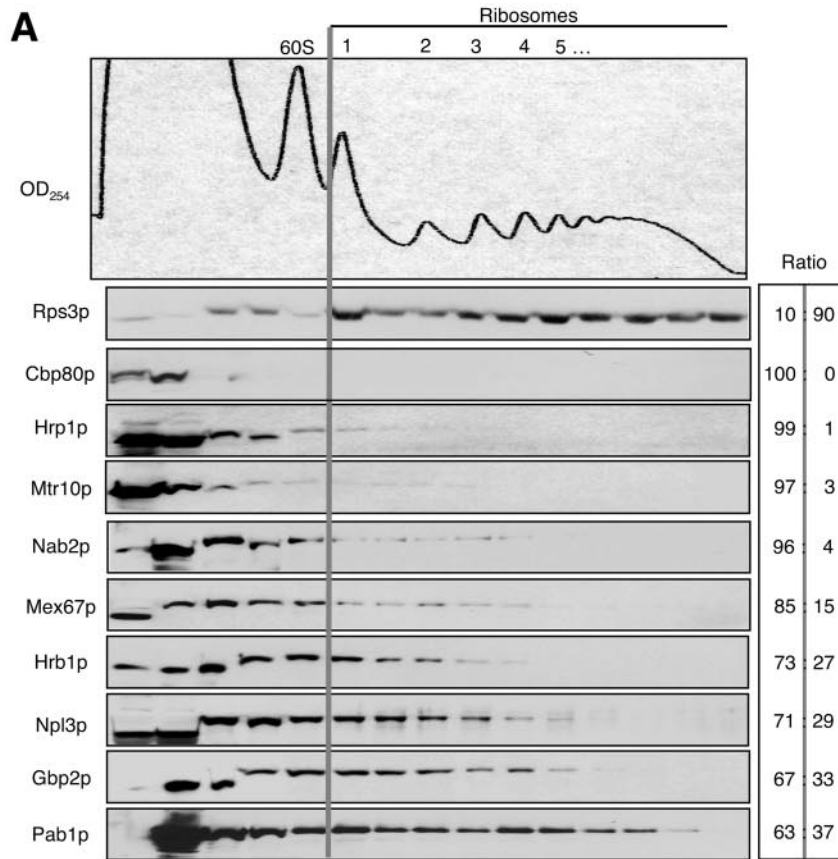 A
Ribosomes
60S 1 2 3 4 5 ...
OD254
Ratio
Rps3p 10 : 90
Cbp80p 100 : 0
Hrp1p 99 : 1
Mtr10p 97 : 3
Nab2p 96 : 4
Mex67p 85 : 15
Hrb1p 73 : 27
Npl3p 71 : 29
Gbp2p 67 : 33
Pab1p 63 : 37